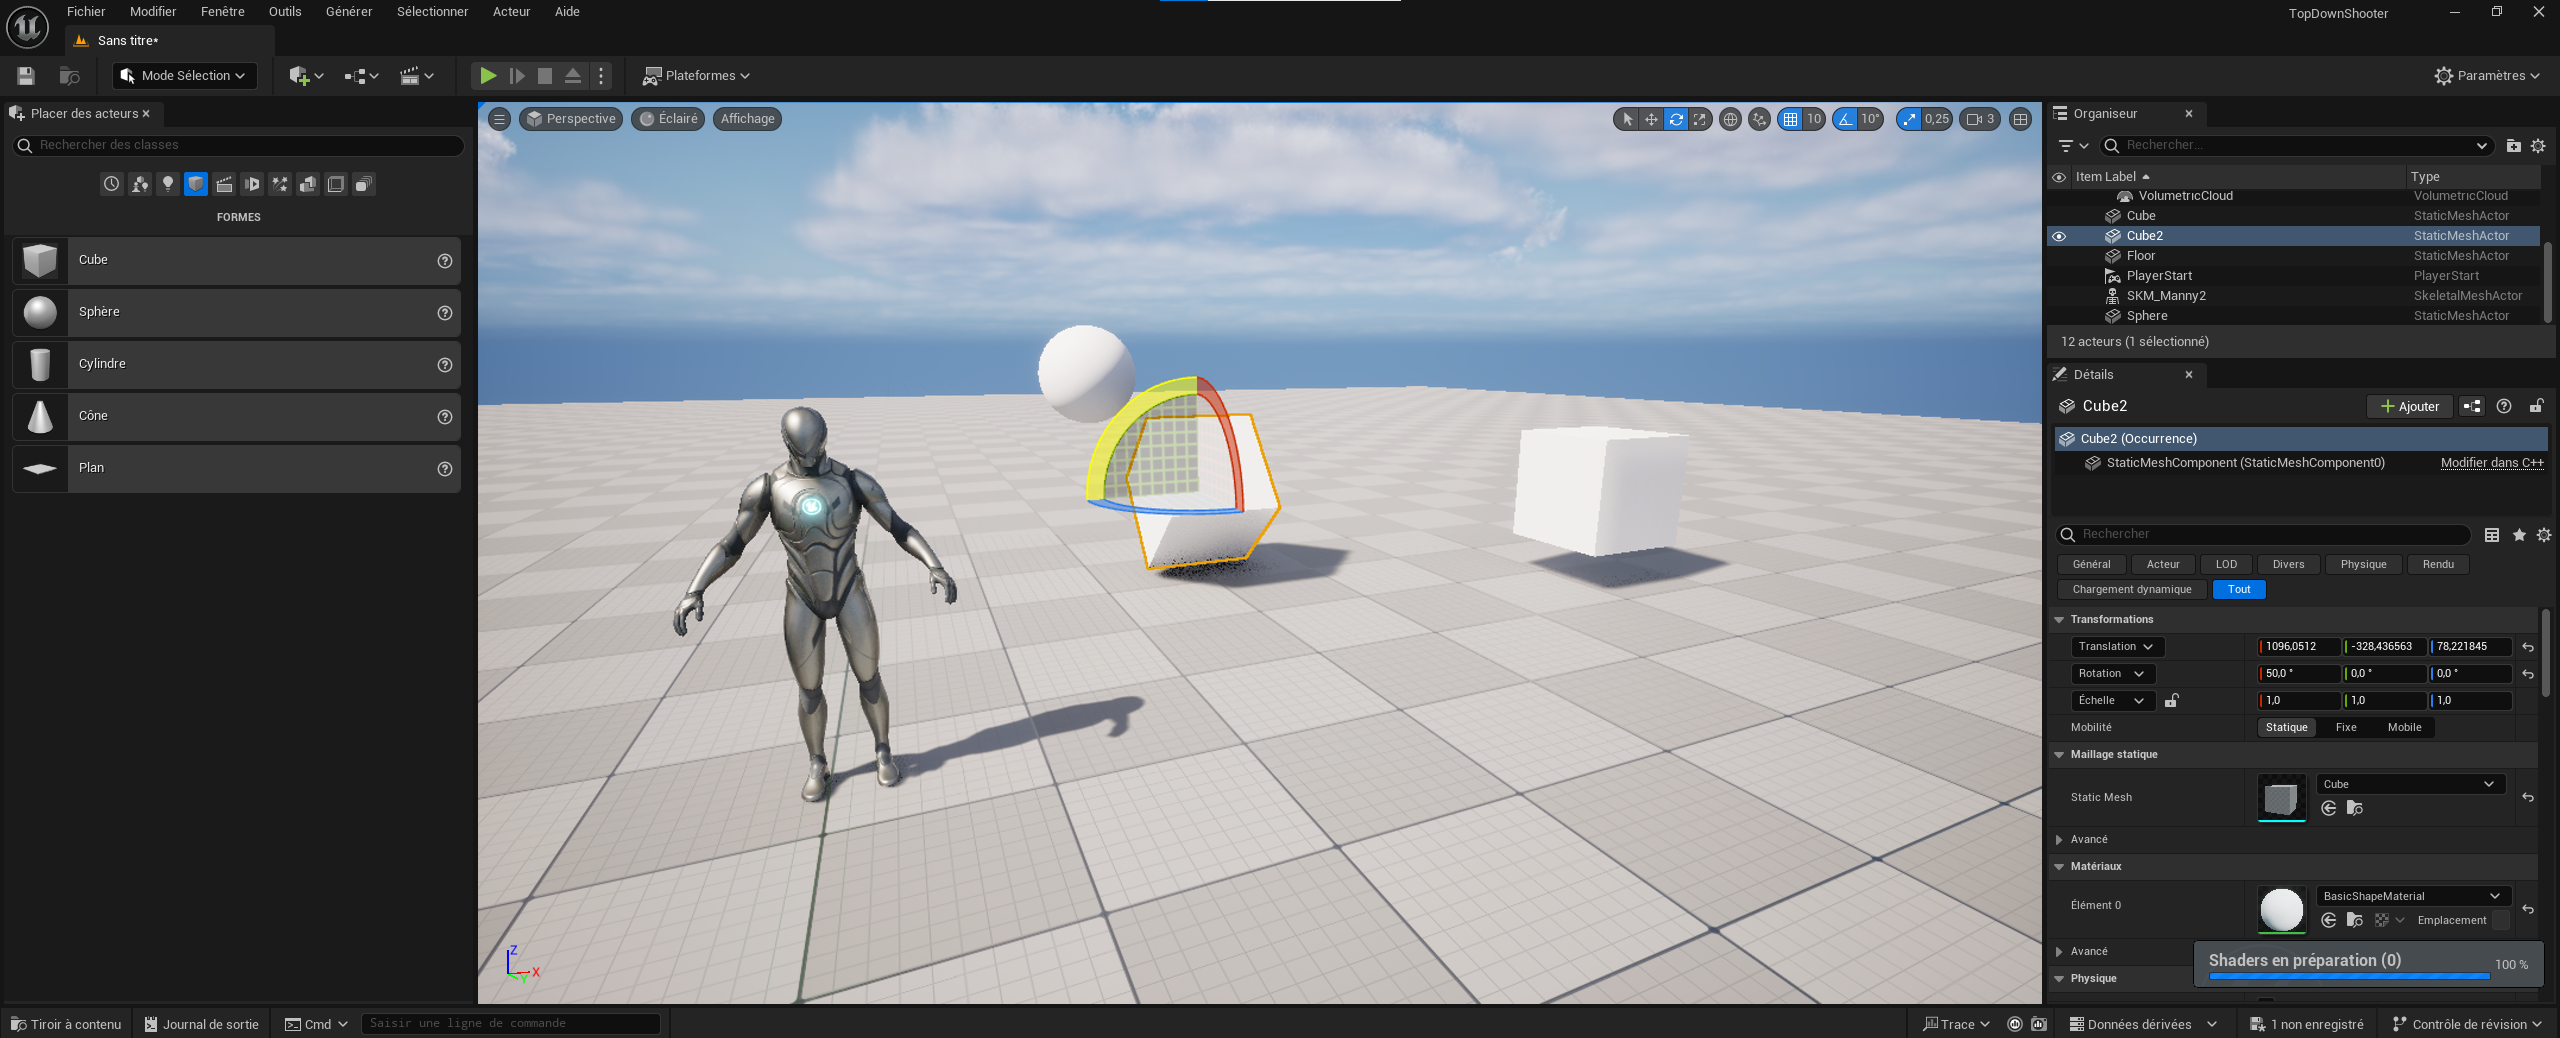 Fichier Modifier Fenêtre Outils Générer Sélectionner Acteur Aide
TopDownShooter
Sans titre*
Mode Sélection
Plateformes
Paramètres
Placer des acteurs
Rechercher des classes
FORMES
Cube
Sphère
Cylindre
Cône
Plan
Perspective Éclairé Affichage
10 10° 0,25 3
Z
X
Y
Organiseur
Rechercher...
Item Label Type
VolumetricCloud VolumetricCloud
Cube StaticMeshActor
Cube2 StaticMeshActor
Floor StaticMeshActor
PlayerStart PlayerStart
SKM_Manny2 SkeletalMeshActor
Sphere StaticMeshActor
12 acteurs (1 sélectionné)
Détails
Cube2
Ajouter
Cube2 (Occurrence)
StaticMeshComponent (StaticMeshComponent0) Modifier dans C++
Rechercher
Général Acteur LOD Divers Physique Rendu
Chargement dynamique Tout
Transformations
Translation 1096,0512 -328,436563 78,221845
Rotation 50,0 ° 0,0 ° 0,0 °
Échelle 1,0 1,0 1,0
Mobilité Statique Fixe Mobile
Maillage statique
Static Mesh Cube
Avancé
Matériaux
Élément 0 BasicShapeMaterial
Emplacement
Avancé
Physique
Shaders en préparation (0) 100 %
Tiroir à contenu Journal de sortie Cmd Saisir une ligne de commande
Trace Données dérivées 1 non enregistré Contrôle de révision